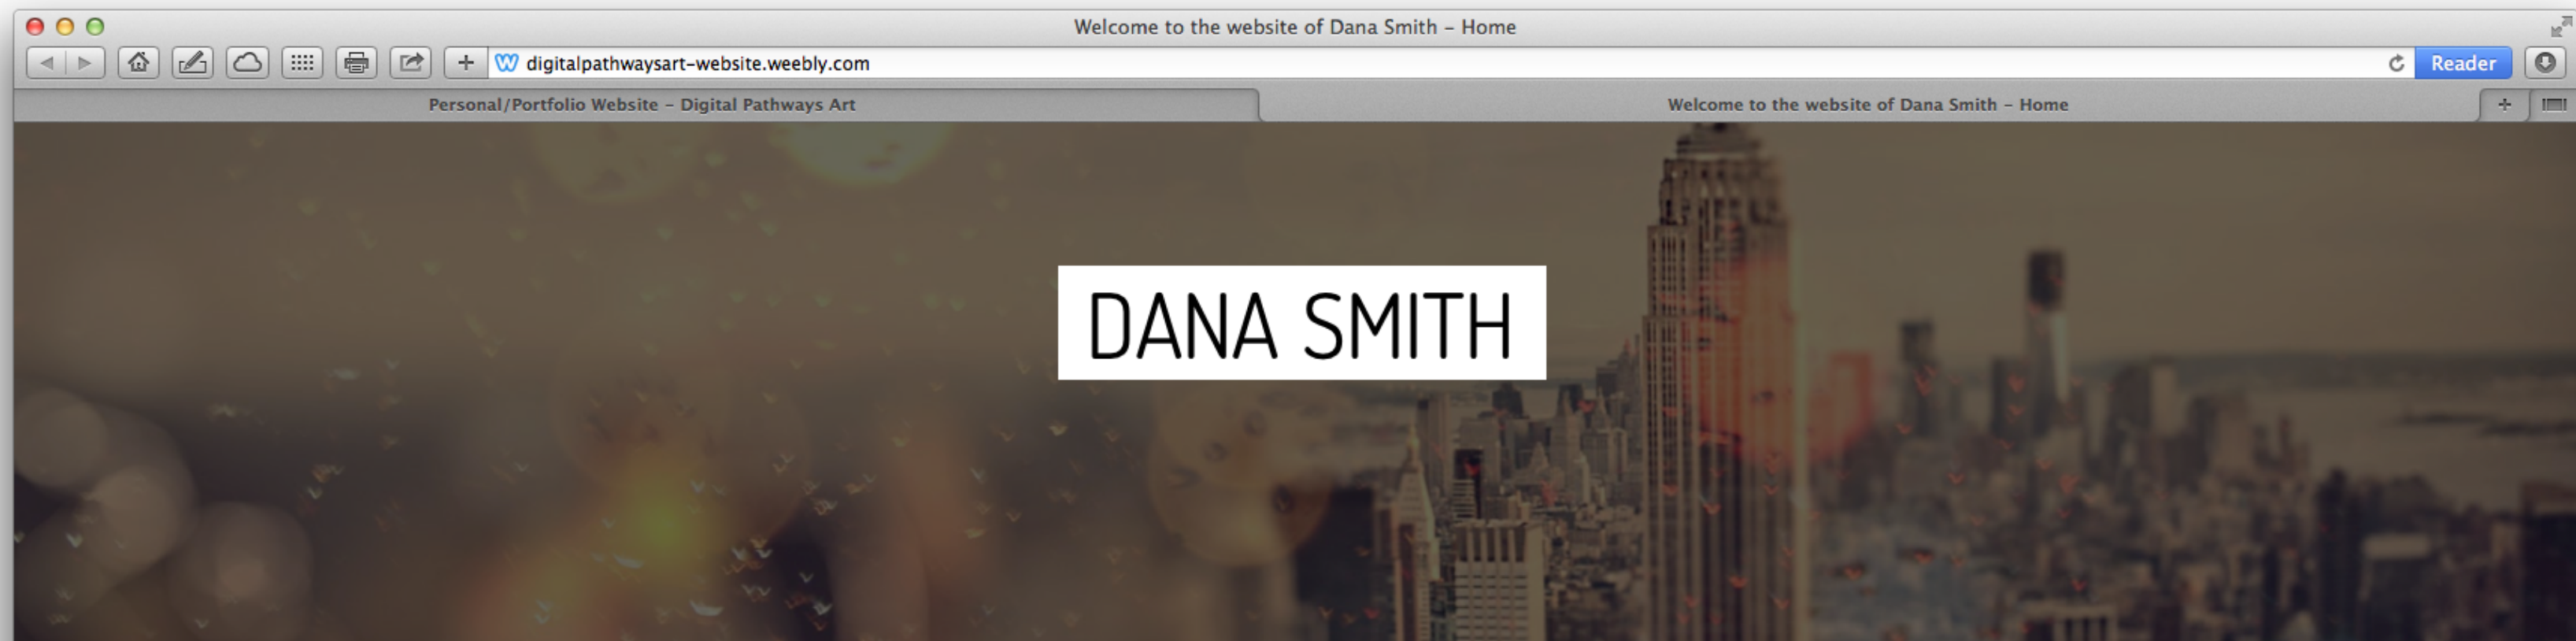 Welcome to the website of Dana Smith – Home
digitalpathwaysart-website.weebly.com
Reader
Personal/Portfolio Website – Digital Pathways Art
Welcome to the website of Dana Smith – Home
DANA SMITH